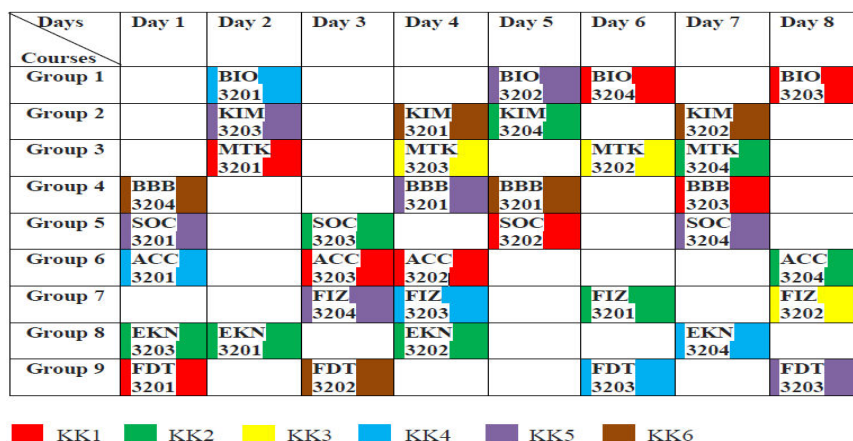 Days Day 1 Day 2 Day 3 Day 4 Day 5 Day 6 Day 7 Day 8
Courses
Group 1 BIO 3201 BIO 3202 BIO 3204 BIO 3203
Group 2 KIM 3203 KIM 3201 KIM 3204 KIM 3202
Group 3 MTK 3201 MTK 3203 MTK 3202 MTK 3204
Group 4 BBB 3204 BBB 3201 BBB 3201 BBB 3203
Group 5 SOC 3201 SOC 3203 SOC 3202 SOC 3204
Group 6 ACC 3201 ACC 3203 ACC 3202 ACC 3204
Group 7 FIZ 3204 FIZ 3203 FIZ 3201 FIZ 3202
Group 8 EKN 3203 EKN 3201 EKN 3202 EKN 3204
Group 9 FDT 3201 FDT 3202 FDT 3203 FDT 3203
KK1 KK2 KK3 KK4 KK5 KK6